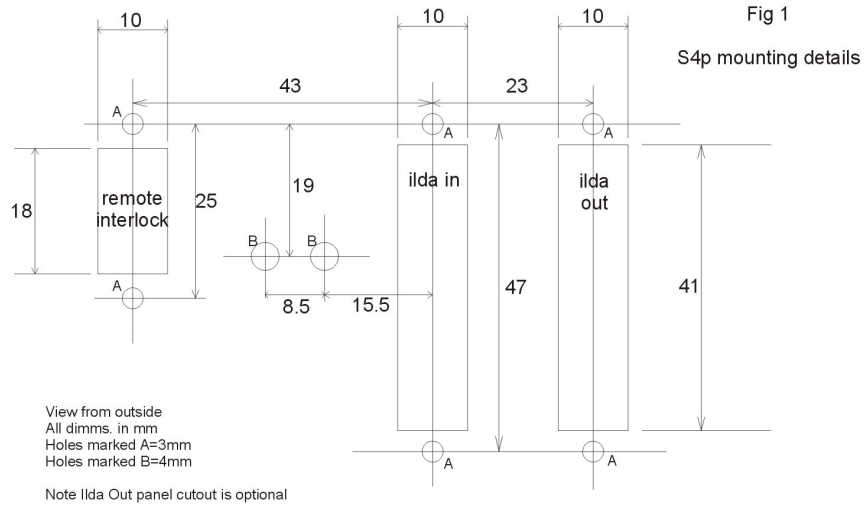 Fig 1
S4p mounting details
10
10
10
43
23
A
A
A
18
remote
interlock
25
19
ilda in
ilda
out
B
B
A
8.5
15.5
47
41
A
A
View from outside
All dimms. in mm
Holes marked A=3mm
Holes marked B=4mm
Note Ilda Out panel cutout is optional